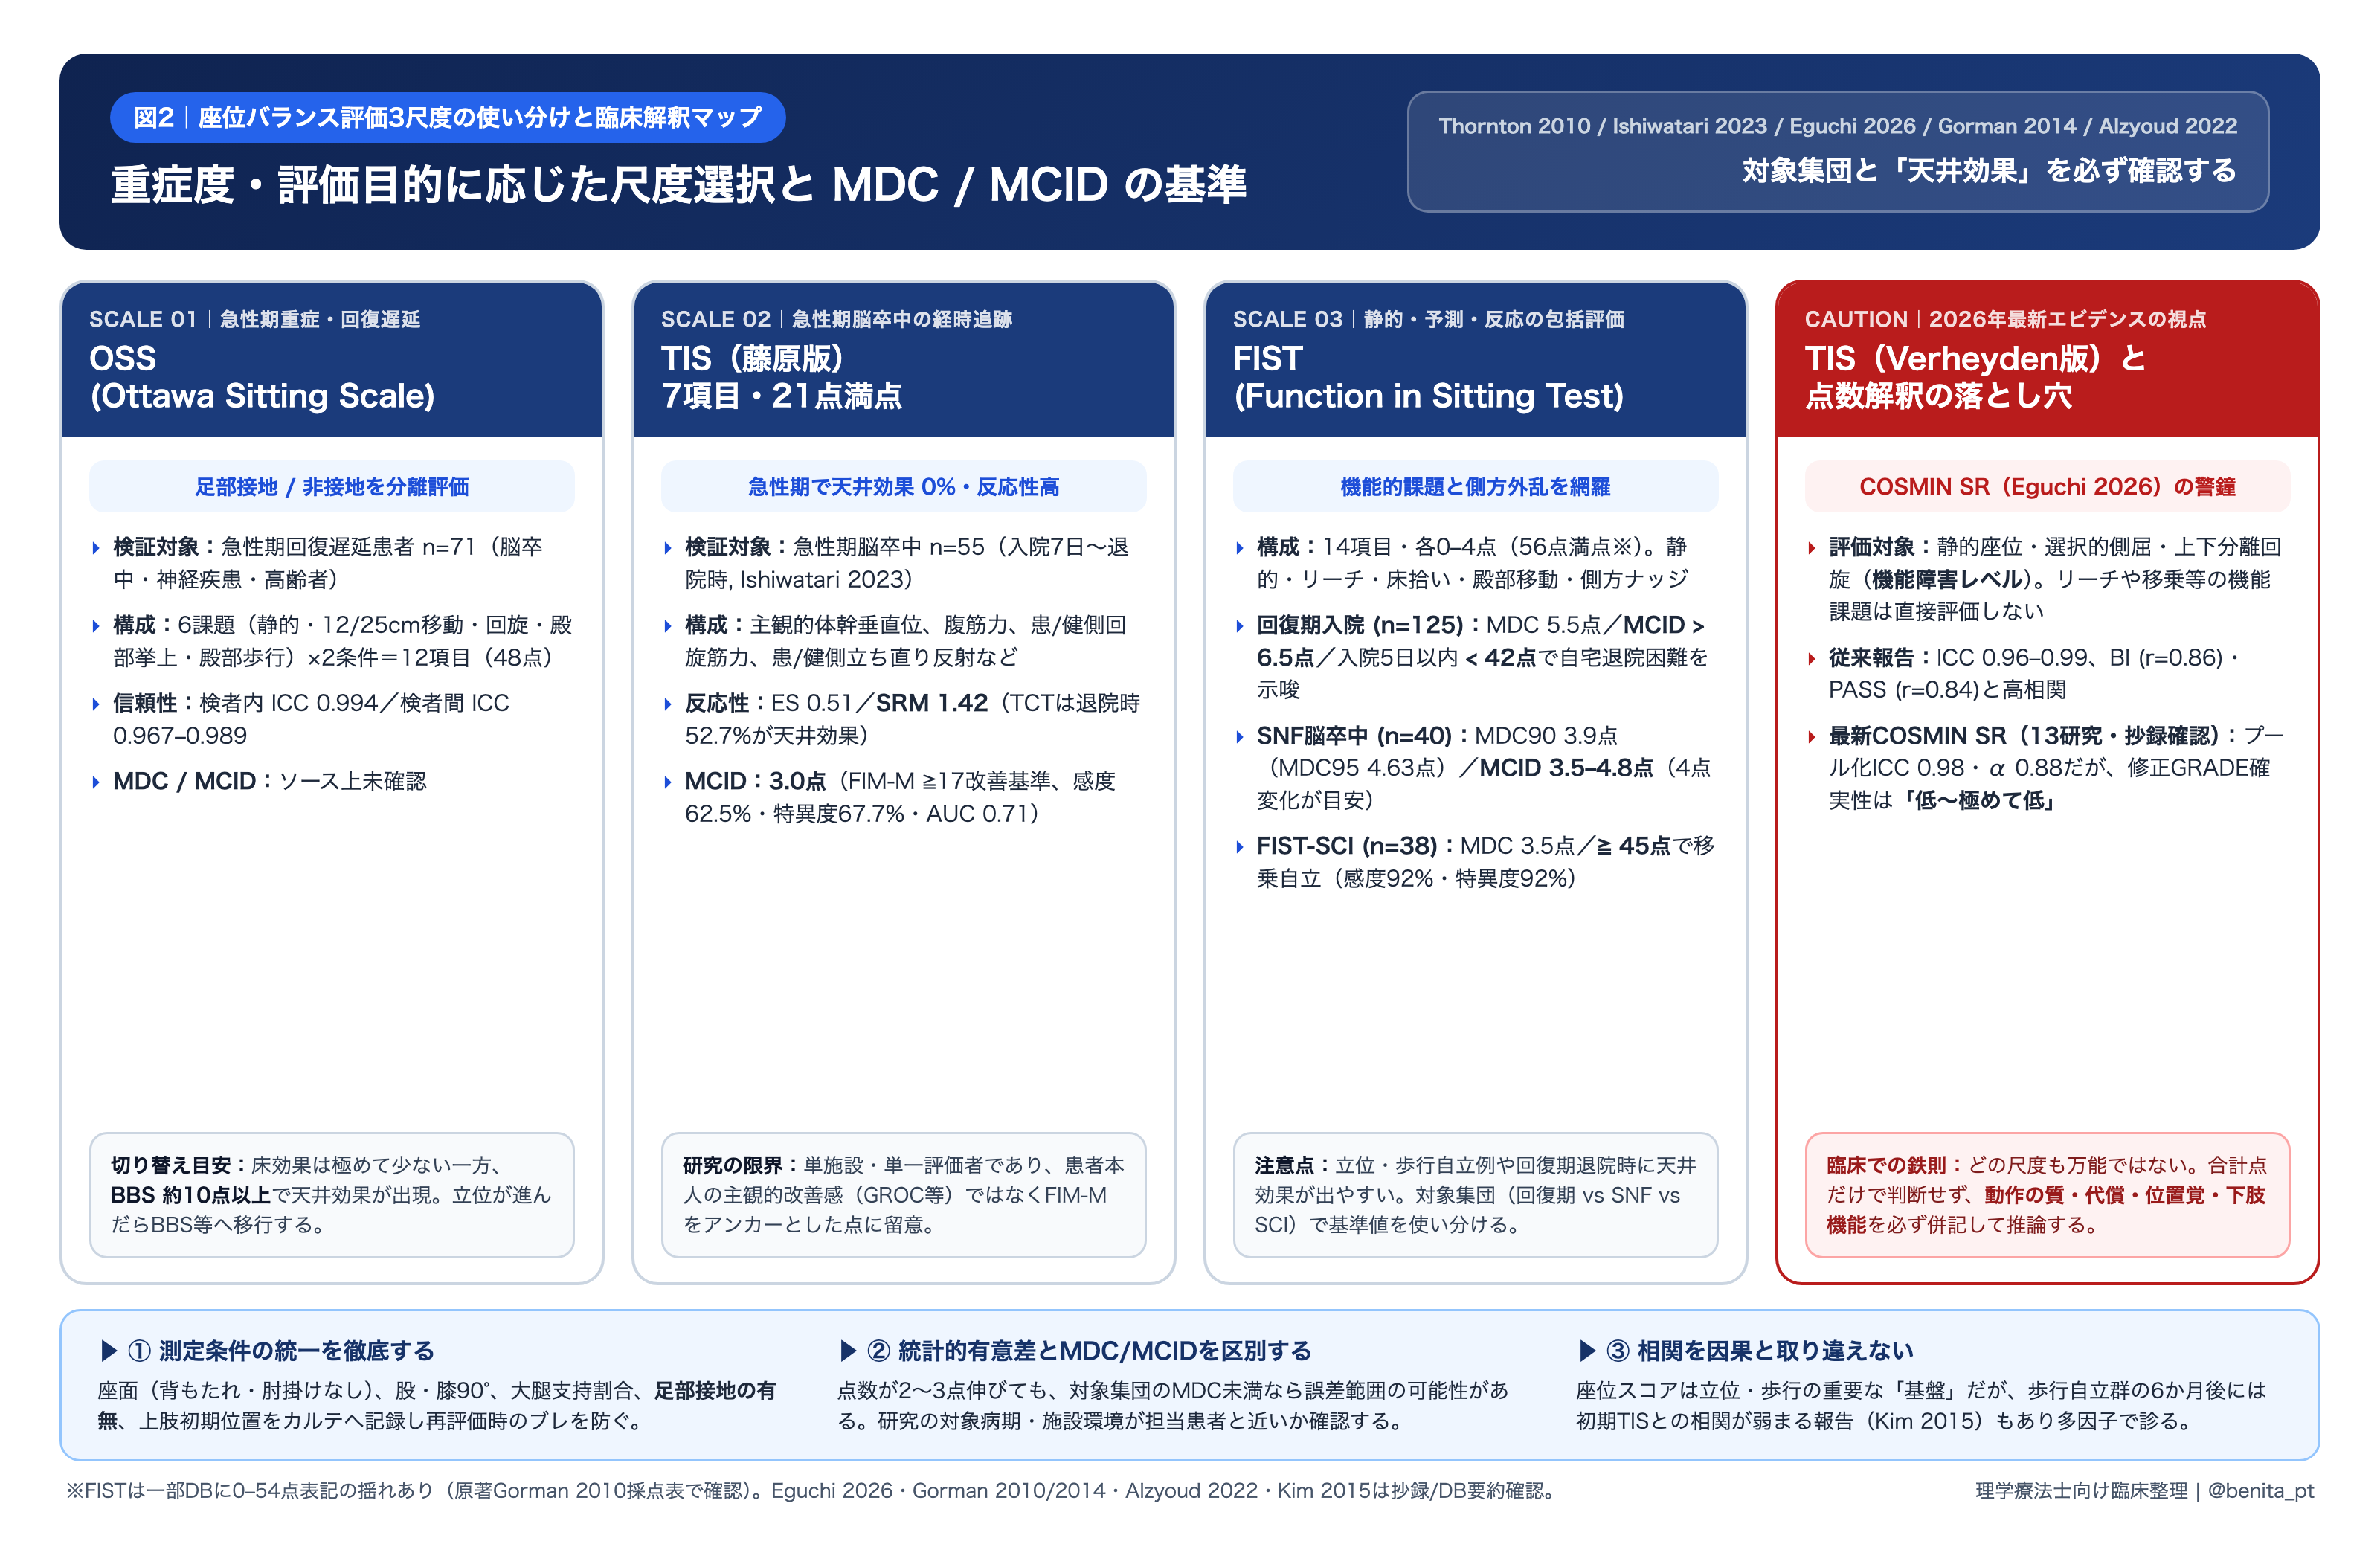 図2｜座位バランス評価3尺度の使い分けと臨床解釈マップ
重症度・評価目的に応じた尺度選択と MDC / MCID の基準
Thornton 2010 / Ishiwatari 2023 / Eguchi 2026 / Gorman 2014 / Alzyoud 2022
対象集団と「天井効果」を必ず確認する
SCALE 01｜急性期重症・回復遅延
OSS
(Ottawa Sitting Scale)
足部接地 / 非接地を分離評価
検証対象：急性期回復遅延患者 n=71（脳卒
中・神経疾患・高齢者）
構成：6課題（静的・12/25cm移動・回旋・殿
部挙上・殿部歩行）×2条件＝12項目（48点）
信頼性：検者内 ICC 0.994／検者間 ICC
0.967–0.989
MDC / MCID：ソース上未確認
切り替え目安：床効果は極めて少ない一方、
BBS 約10点以上で天井効果が出現。立位が進ん
だらBBS等へ移行する。
SCALE 02｜急性期脳卒中の経時追跡
TIS（藤原版）
7項目・21点満点
急性期で天井効果 0%・反応性高
検証対象：急性期脳卒中 n=55（入院7日〜退
院時, Ishiwatari 2023）
構成：主観的体幹垂直位、腹筋力、患/健側回
旋筋力、患/健側立ち直り反射など
反応性：ES 0.51／SRM 1.42（TCTは退院時
52.7%が天井効果）
MCID：3.0点（FIM-M ≧17改善基準、感度
62.5%・特異度67.7%・AUC 0.71）
研究の限界：単施設・単一評価者であり、患者本
人の主観的改善感（GROC等）ではなくFIM-M
をアンカーとした点に留意。
SCALE 03｜静的・予測・反応の包括評価
FIST
(Function in Sitting Test)
機能的課題と側方外乱を網羅
構成：14項目・各0–4点（56点満点※）。静
的・リーチ・床拾い・殿部移動・側方ナッジ
回復期入院 (n=125)：MDC 5.5点／MCID >
6.5点／入院5日以内 < 42点で自宅退院困難を
示唆
SNF脳卒中 (n=40)：MDC90 3.9点
（MDC95 4.63点）／MCID 3.5–4.8点（4点
変化が目安）
FIST-SCI (n=38)：MDC 3.5点／≧ 45点で移
乗自立（感度92%・特異度92%）
注意点：立位・歩行自立例や回復期退院時に天井
効果が出やすい。対象集団（回復期 vs SNF vs
SCI）で基準値を使い分ける。
CAUTION｜2026年最新エビデンスの視点
TIS（Verheyden版）と
点数解釈の落とし穴
COSMIN SR（Eguchi 2026）の警鐘
評価対象：静的座位・選択的側屈・上下分離回
旋（機能障害レベル）。リーチや移乗等の機能
課題は直接評価しない
従来報告：ICC 0.96–0.99、BI (r=0.86)・
PASS (r=0.84)と高相関
最新COSMIN SR（13研究・抄録確認）：プー
ル化ICC 0.98・α 0.88だが、修正GRADE確
実性は「低〜極めて低」
臨床での鉄則：どの尺度も万能ではない。合計点
だけで判断せず、動作の質・代償・位置覚・下肢
機能を必ず併記して推論する。
▶ ① 測定条件の統一を徹底する
座面（背もたれ・肘掛けなし）、股・膝90°、大腿支持割合、足部接地の有
無、上肢初期位置をカルテへ記録し再評価時のブレを防ぐ。
▶ ② 統計的有意差とMDC/MCIDを区別する
点数が2〜3点伸びても、対象集団のMDC未満なら誤差範囲の可能性があ
る。研究の対象病期・施設環境が担当患者と近いか確認する。
▶ ③ 相関を因果と取り違えない
座位スコアは立位・歩行の重要な「基盤」だが、歩行自立群の6か月後には
初期TISとの相関が弱まる報告（Kim 2015）もあり多因子で診る。
※FISTは一部DBに0–54点表記の揺れあり（原著Gorman 2010採点表で確認）。Eguchi 2026・Gorman 2010/2014・Alzyoud 2022・Kim 2015は抄録/DB要約確認。
理学療法士向け臨床整理 | @benita_pt